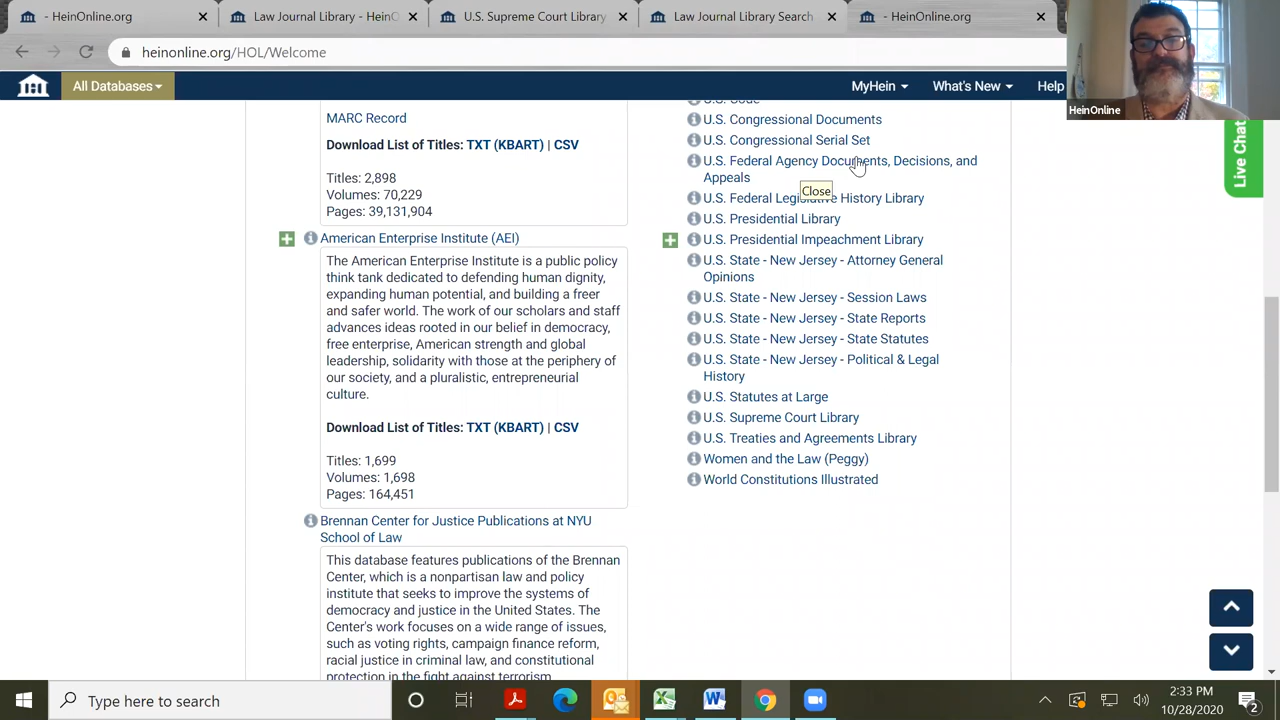 - HeinOnline
Law Journal Library - HeinO
U.S. Supreme Court Library
Law Journal Library Search
- HeinOnline
heinonline.org/HOL/Welcome
HeinOnline
All Databases
MyHein
What's New
Help
Live Chat
MARC Record
Download List of Titles: TXT (KBART) | CSV
Titles: 2,898
Volumes: 70,229
Pages: 39,131,904
American Enterprise Institute (AEI)
The American Enterprise Institute is a public policy
think tank dedicated to defending human dignity,
expanding human potential, and building a freer
and safer world. The work of our scholars and staff
advances ideas rooted in our belief in democracy,
free enterprise, American strength and global
leadership, solidarity with those at the periphery of
our society, and a pluralistic, entrepreneurial
culture.
Download List of Titles: TXT (KBART) | CSV
Titles: 1,699
Volumes: 1,698
Pages: 164,451
Brennan Center for Justice Publications at NYU
School of Law
This database features publications of the Brennan
Center, which is a nonpartisan law and policy
institute that seeks to improve the systems of
democracy and justice in the United States. The
Center's work focuses on a wide range of issues,
such as voting rights, campaign finance reform,
racial justice in criminal law, and constitutional
protection in the fight against terrorism
U.S. Code
U.S. Congressional Documents
U.S. Congressional Serial Set
U.S. Federal Agency Documents, Decisions, and
Appeals
Close
U.S. Federal Legislative History Library
U.S. Presidential Library
U.S. Presidential Impeachment Library
U.S. State - New Jersey - Attorney General
Opinions
U.S. State - New Jersey - Session Laws
U.S. State - New Jersey - State Reports
U.S. State - New Jersey - State Statutes
U.S. State - New Jersey - Political & Legal
History
U.S. Statutes at Large
U.S. Supreme Court Library
U.S. Treaties and Agreements Library
Women and the Law (Peggy)
World Constitutions Illustrated
Type here to search
2:33 PM
10/28/2020
2